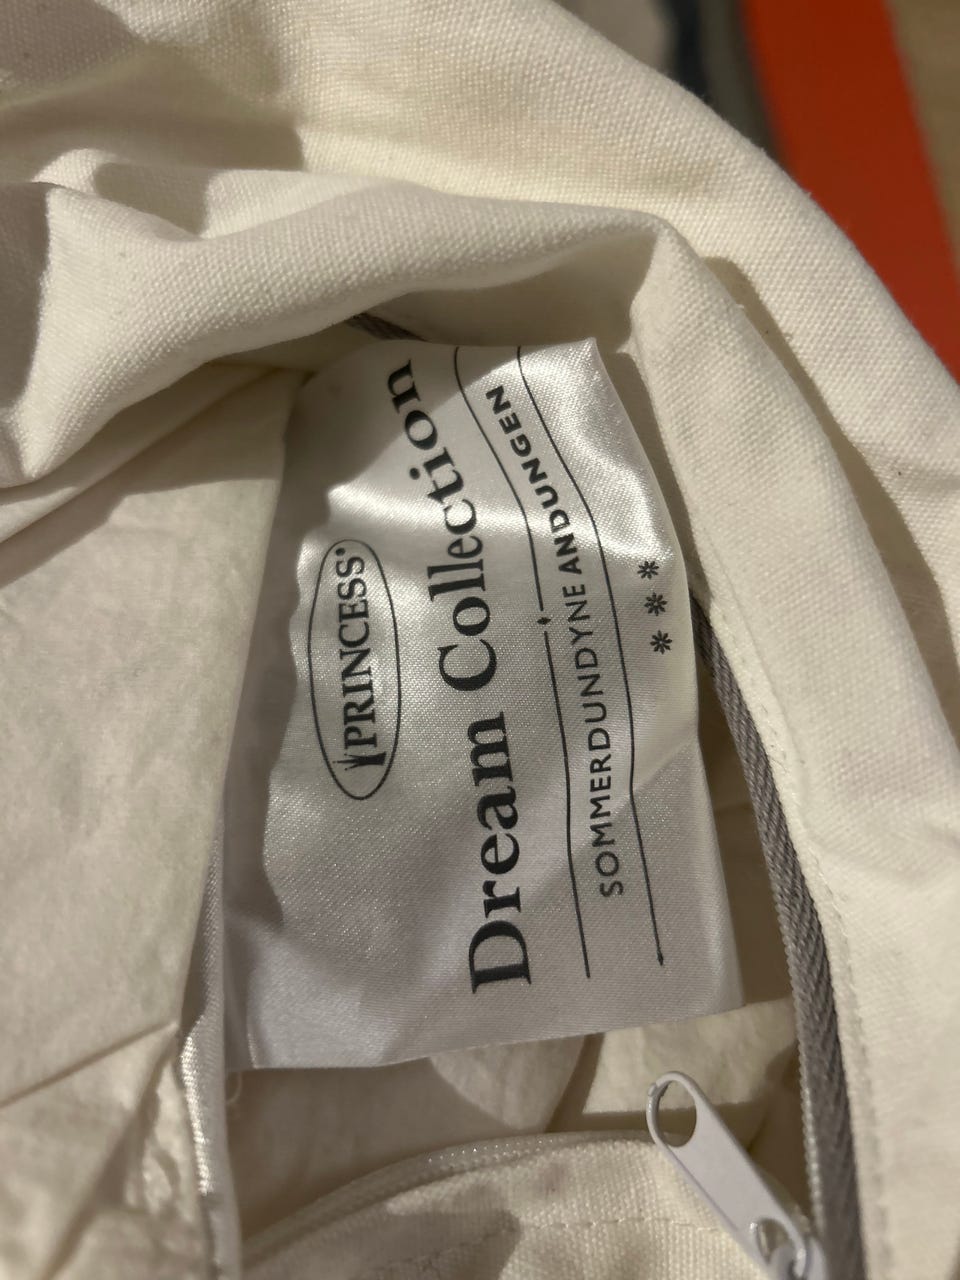 PRINCESS®
Dream Collection
SOMMERDUNDYNE ANDUNGEN
***